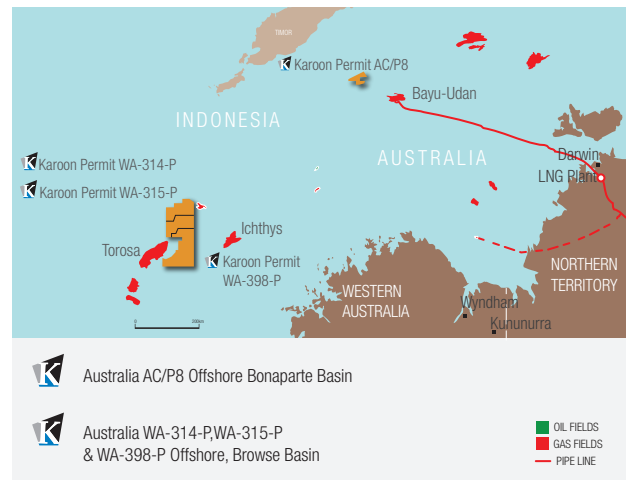 TIMOR
K Karoon Permit AC/P8
Bayu-Udan
INDONESIA
AUSTRALIA
Darwin
LNG Plant
K Karoon Permit WA-314-P
K Karoon Permit WA-315-P
Ichthys
Torosa
K Karoon Permit
WA-398-P
NORTHERN
TERRITORY
WESTERN
AUSTRALIA
Wyndham
Kununurra
K Australia AC/P8 Offshore Bonaparte Basin
K Australia WA-314-P,WA-315-P
& WA-398-P Offshore, Browse Basin
OIL FIELDS
GAS FIELDS
PIPE LINE